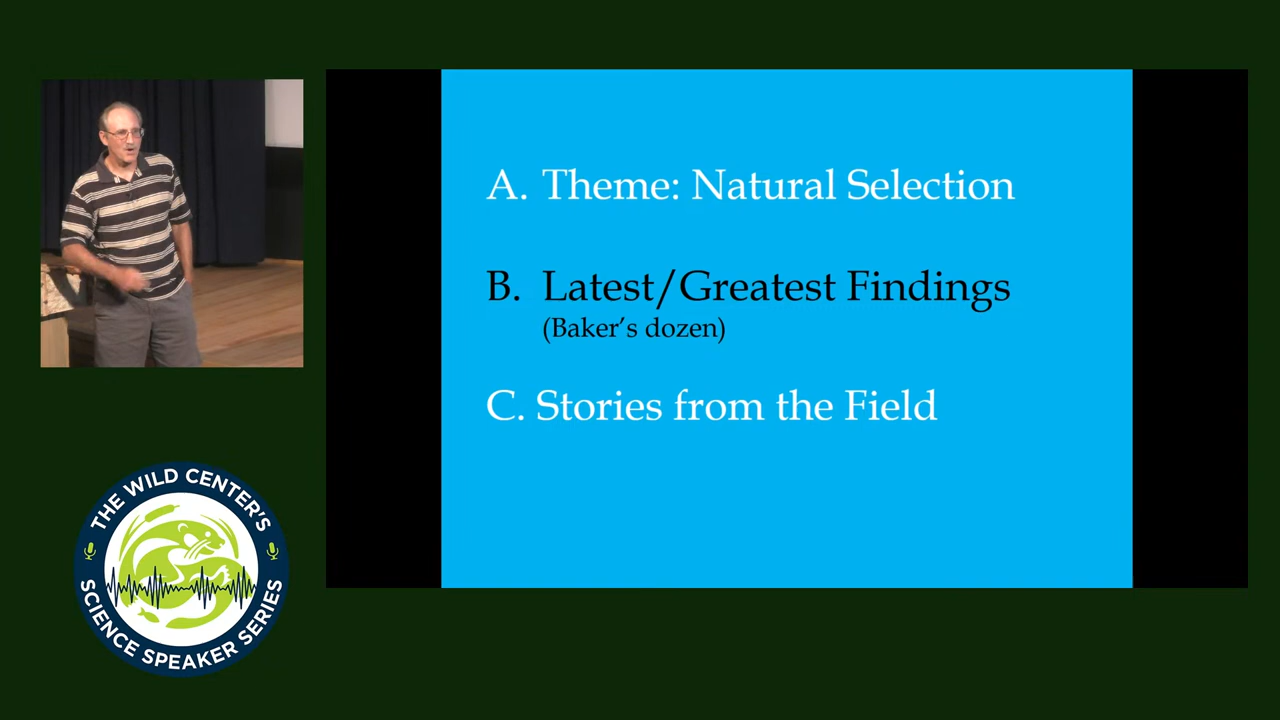 A. Theme: Natural Selection
B. Latest/Greatest Findings
(Baker’s dozen)
C. Stories from the Field
THE WILD CENTER'S
SCIENCE SPEAKER SERIES